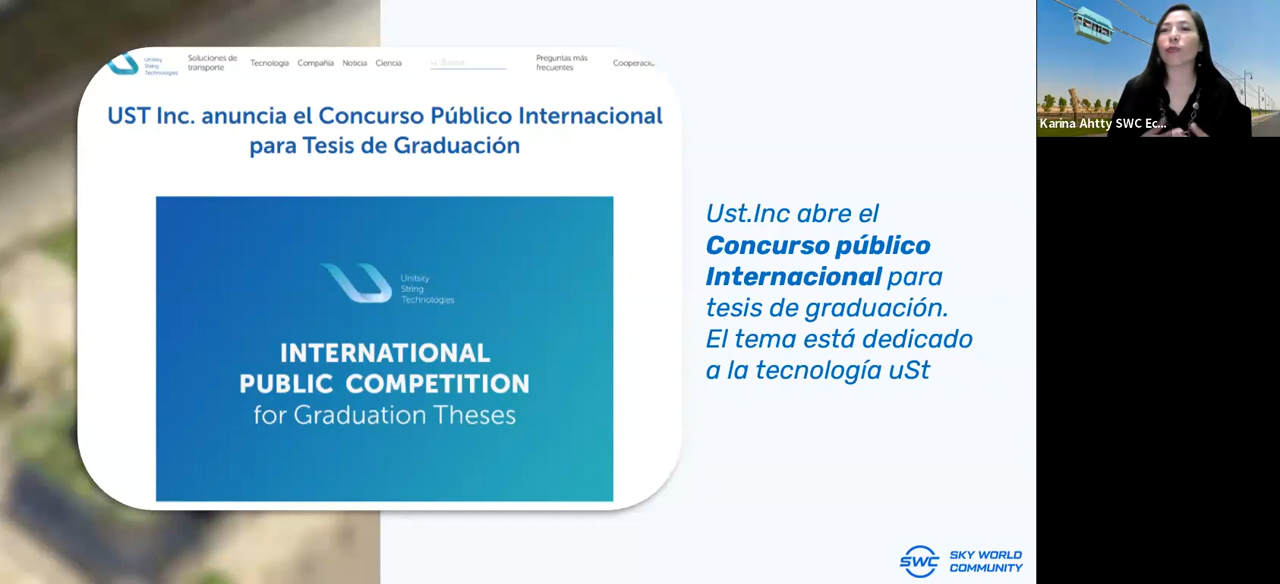 Unitsky
String
Technologies
Soluciones de
transporte
Tecnología
Compañía
Noticia
Ciencia
Buscar
Preguntas más
frecuentes
UST Inc. anuncia el Concurso Público Internacional
para Tesis de Graduación
Unitsky
String
Technologies
INTERNATIONAL
PUBLIC COMPETITION
for Graduation Theses
Ust.Inc abre el
Concurso público
Internacional para
tesis de graduación.
El tema está dedicado
a la tecnología uSt
SWC
SKY WORLD
COMMUNITY
Karina Ahtty SWC Ec...